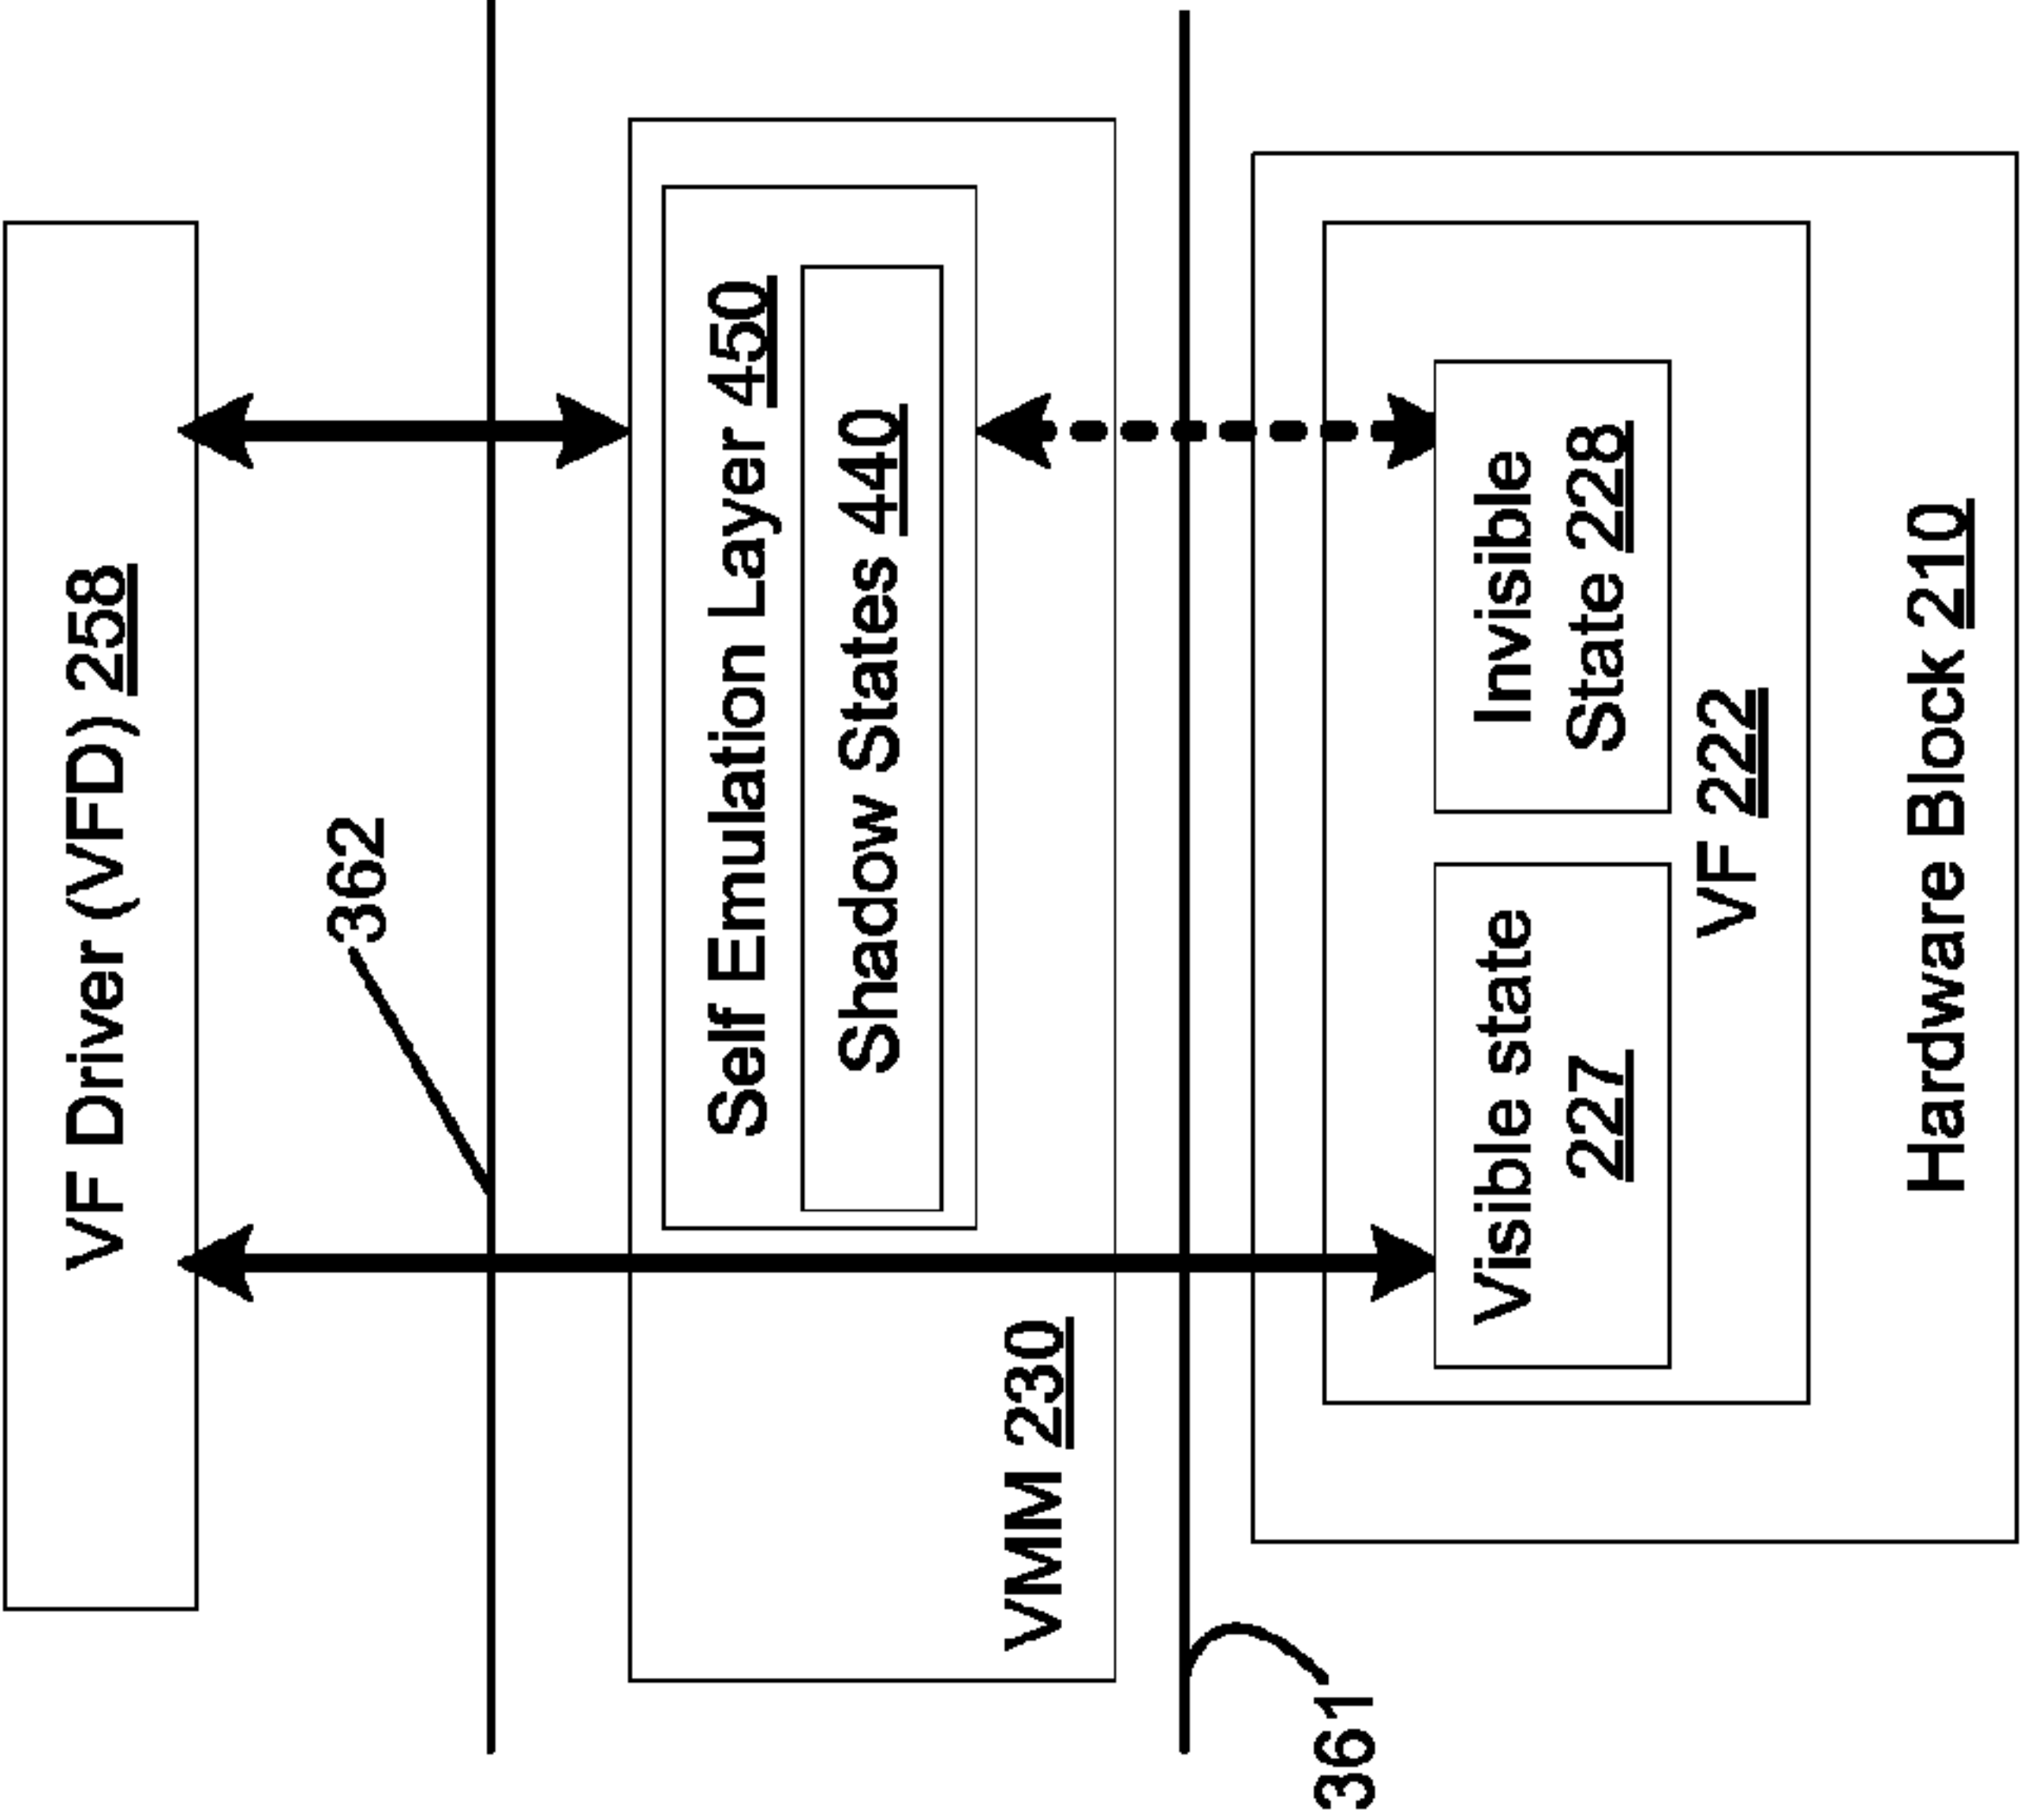 VF Driver (VFD) 258
362
Self Emulation Layer 450
Shadow States 440
VMM 230
361
Visible state
227
Invisible
State 228
VF 222
Hardware Block 210